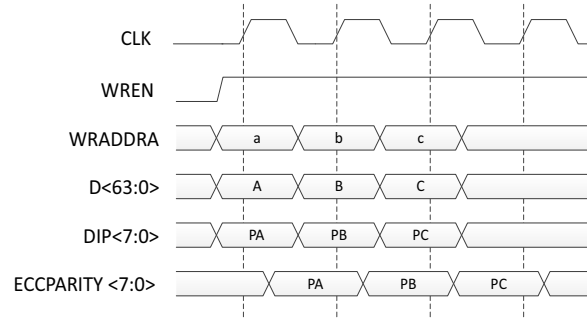 CLK
WREN
WRADDRA a b c
D<63:0> A B C
DIP<7:0> PA PB PC
ECCPARITY <7:0> PA PB PC